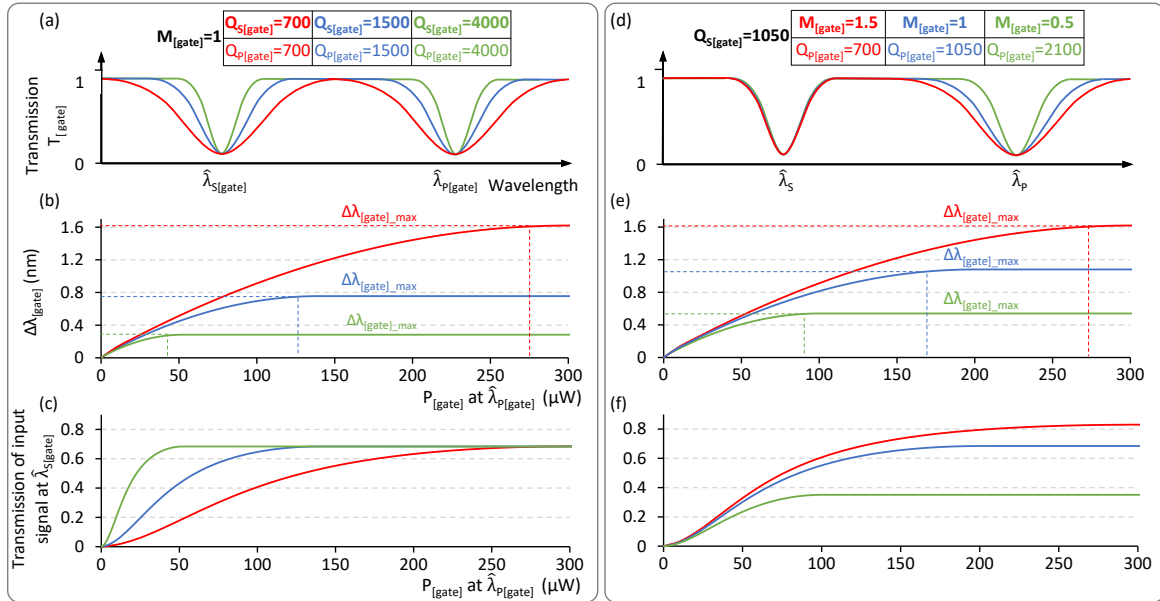 (a)
M[gate]=1
QS[gate]=700 QS[gate]=1500 QS[gate]=4000
QP[gate]=700 QP[gate]=1500 QP[gate]=4000
Transmission
T[gate]
1
0
λ̂S[gate]
λ̂P[gate]
Wavelength
(b)
Δλ[gate] (nm)
1.6
1.2
0.8
0.4
0
Δλ[gate]_max
Δλ[gate]_max
Δλ[gate]_max
0 50 100 150 200 250 300
P[gate] at λ̂P[gate] (μW)
(c)
Transmission of input
signal at λ̂S[gate]
0.8
0.6
0.4
0.2
0
0 50 100 150 200 250 300
P[gate] at λ̂P[gate] (μW)
(d)
QS[gate]=1050
M[gate]=1.5 M[gate]=1 M[gate]=0.5
QP[gate]=700 QP[gate]=1050 QP[gate]=2100
1
0
λ̂S
λ̂P
(e)
1.6
1.2
0.8
0.4
0
Δλ[gate]_max
Δλ[gate]_max
Δλ[gate]_max
0 50 100 150 200 250 300
(f)
0.8
0.6
0.4
0.2
0
0 50 100 150 200 250 300